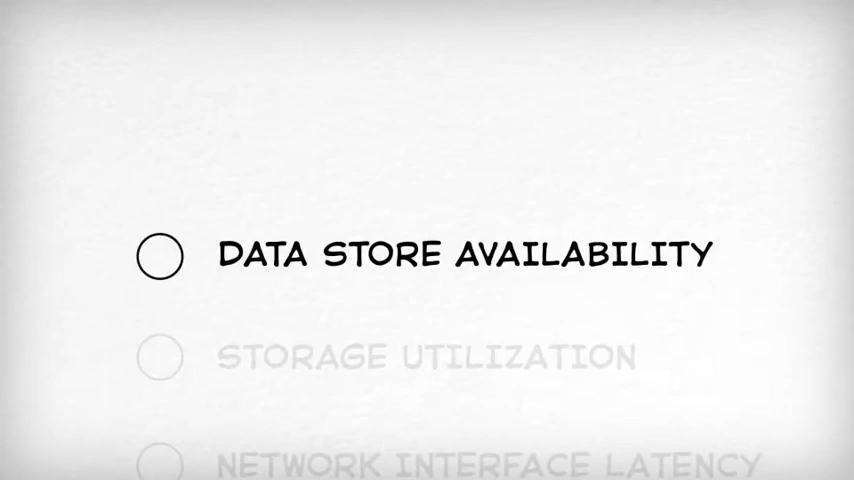 DATA STORE AVAILABILITY
STORAGE UTILIZATION
NETWORK INTERFACE LATENCY